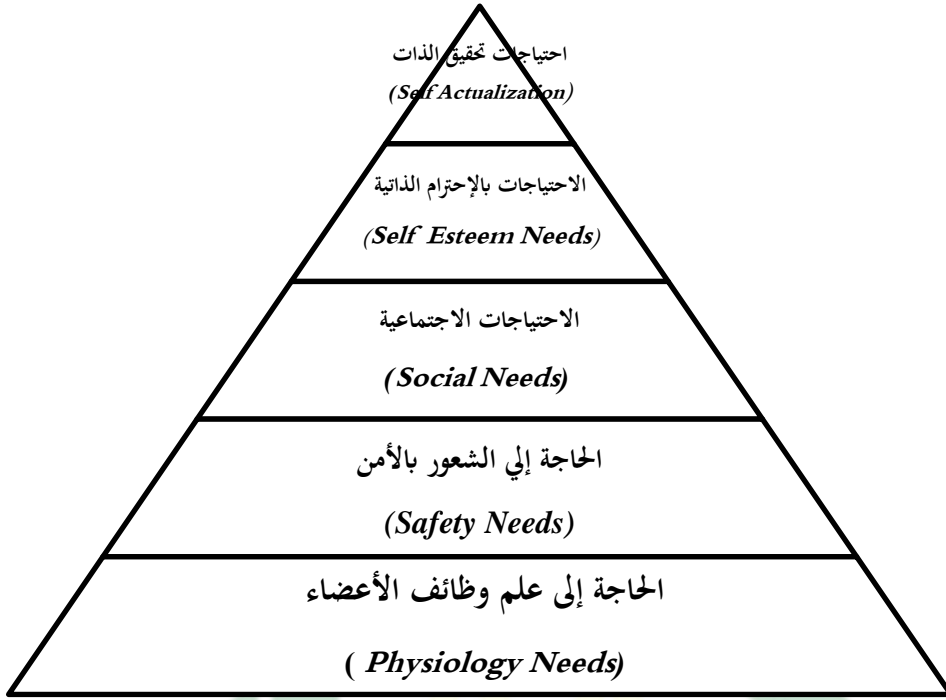 احتياجات تحقيق الذات
(Self Actualization)
الاحتياجات بالإحترام الذاتية
(Self Esteem Needs)
الاحتياجات الاجتماعية
(Social Needs)
الحاجة إلي الشعور بالأمن
(Safety Needs)
الحاجة إلى علم وظائف الأعضاء
( Physiology Needs)